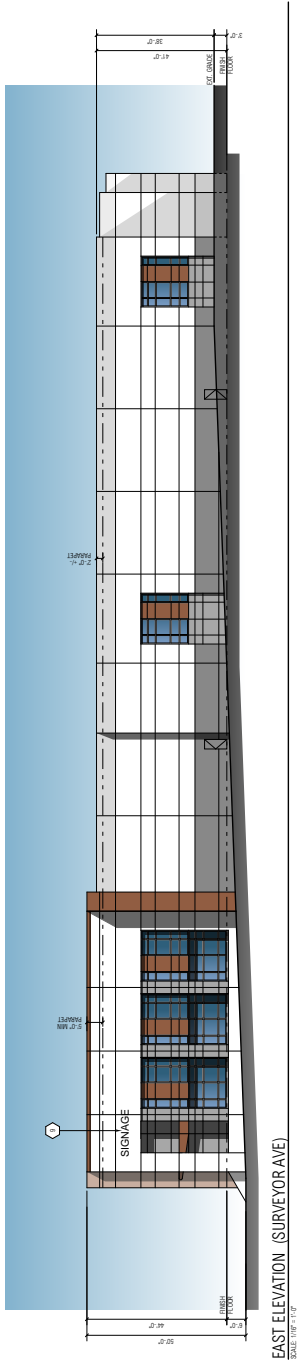 38'-0"
41'-0"
EXT. GRADE
FINISH
FLOOR
3'-0"
2'-0" +/-
PARAPET
5'-0" MIN
PARAPET
9
SIGNAGE
FINISH
FLOOR
44'-0"
50'-0"
6'-0"
EAST ELEVATION (SURVEYOR AVE)
SCALE: 1/16" = 1'-0"